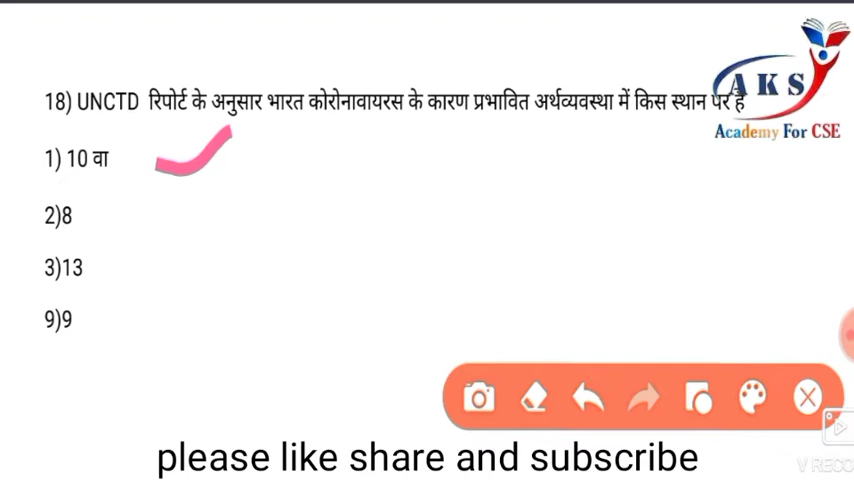 18) UNCTD रिपोर्ट के अनुसार भारत कोरोनावायरस के कारण प्रभावित अर्थव्यवस्था में किस स्थान पर है
AKS
Academy For CSE
1) 10 वा
2)8
3)13
9)9
please like share and subscribe
V RECO